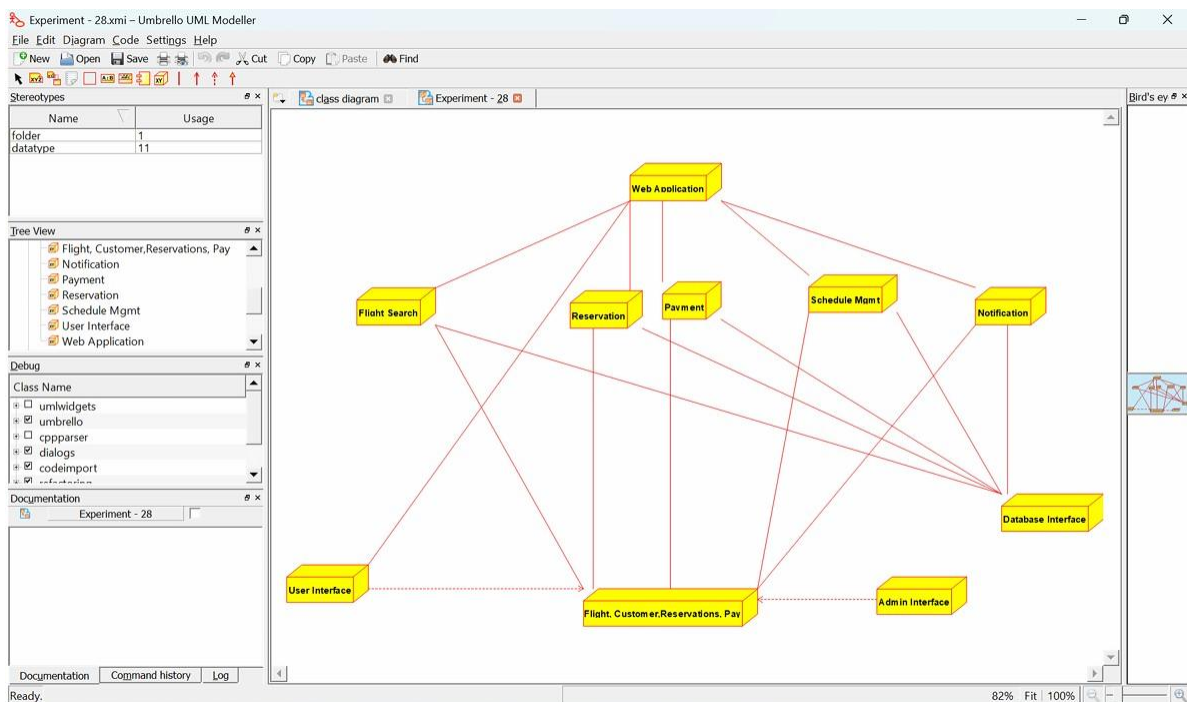 Experiment - 28.xmi – Umbrello UML Modeller
File Edit Diagram Code Settings Help
New Open Save Cut Copy Paste Find
Stereotypes
Name Usage
folder 1
datatype 11
Tree View
Flight, Customer,Reservations, Pay
Notification
Payment
Reservation
Schedule Mgmt
User Interface
Web Application
Debug
Class Name
umlwidgets
umbrello
cppparser
dialogs
codeimport
refactoring
Documentation
Experiment - 28
Documentation Command history Log
Ready.
class diagram Experiment - 28
Web Application
Flight Search
Reservation
Payment
Schedule Mgmt
Notification
Database Interface
User Interface
Flight, Customer,Reservations, Pay
Admin Interface
Bird's ey
82% Fit 100%